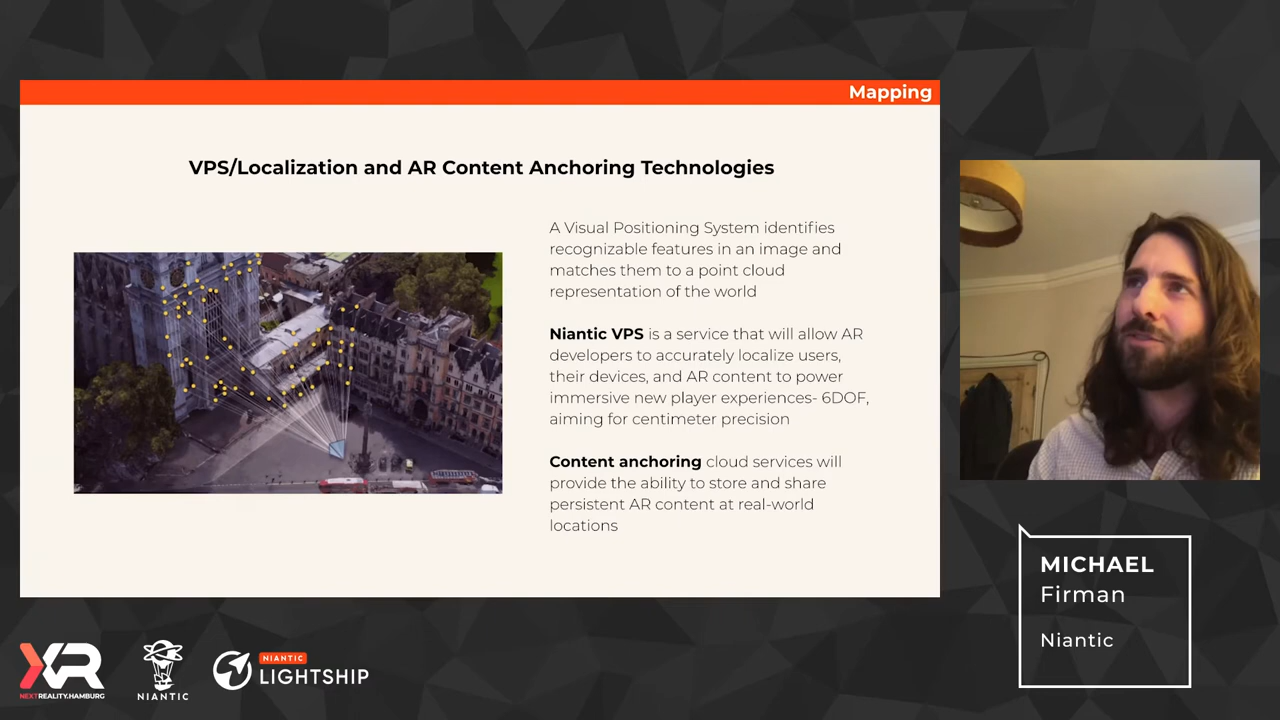 Mapping
VPS/Localization and AR Content Anchoring Technologies
A Visual Positioning System identifies
recognizable features in an image and
matches them to a point cloud
representation of the world
Niantic VPS is a service that will allow AR
developers to accurately localize users,
their devices, and AR content to power
immersive new player experiences- 6DOF,
aiming for centimeter precision
Content anchoring cloud services will
provide the ability to store and share
persistent AR content at real-world
locations
MICHAEL
Firman
Niantic
XR
NEXTREALITY.HAMBURG
NIANTIC
NIANTIC
LIGHTSHIP